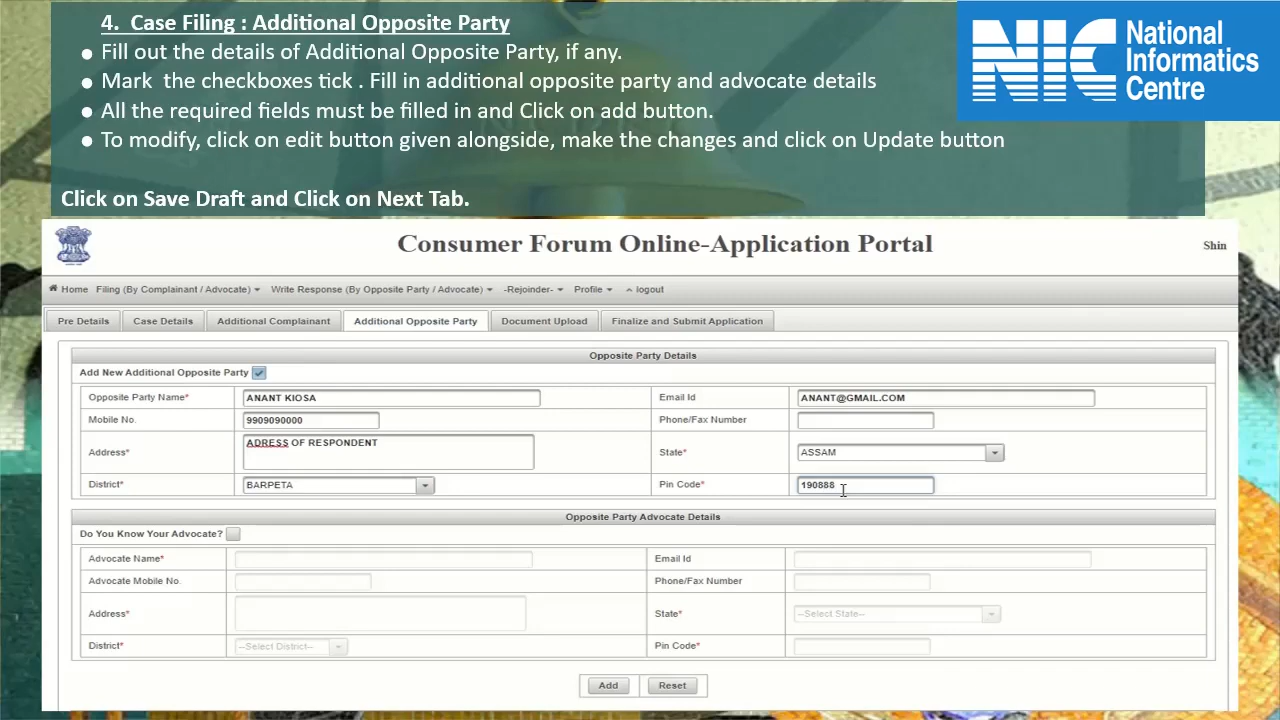 4. Case Filing : Additional Opposite Party
● Fill out the details of Additional Opposite Party, if any.
● Mark the checkboxes tick . Fill in additional opposite party and advocate details
● All the required fields must be filled in and Click on add button.
● To modify, click on edit button given alongside, make the changes and click on Update button
Click on Save Draft and Click on Next Tab.
NIC National Informatics Centre
Consumer Forum Online-Application Portal
Shin
Home Filing (By Complainant / Advocate) Write Response (By Opposite Party / Advocate) -Rejoinder- Profile logout
Pre Details Case Details Additional Complainant Additional Opposite Party Document Upload Finalize and Submit Application
Opposite Party Details
Add New Additional Opposite Party
Opposite Party Name* ANANT KIOSA Email Id ANANT@GMAIL.COM
Mobile No. 9909090000 Phone/Fax Number
Address* ADRESS OF RESPONDENT State* ASSAM
District* BARPETA Pin Code* 190888
Opposite Party Advocate Details
Do You Know Your Advocate?
Advocate Name* Email Id
Advocate Mobile No. Phone/Fax Number
Address* State* --Select State--
District* --Select District-- Pin Code*
Add Reset